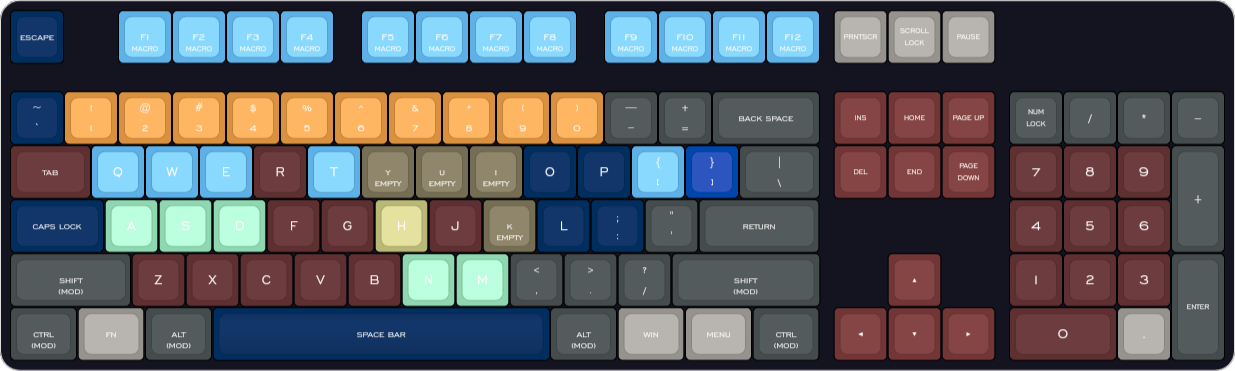 ESCAPE F1 F2 F3 F4 F5 F6 F7 F8 F9 F10 F11 F12 PRNTSCR SCROLL PAUSE
MACRO MACRO MACRO MACRO MACRO MACRO MACRO MACRO MACRO MACRO MACRO MACRO LOCK
~ ! @ # $ % ^ & * ( ) — + BACK SPACE INS HOME PAGE UP NUM / * –
` 1 2 3 4 5 6 7 8 9 0 - = LOCK
TAB Q W E R T Y U I O P { } | DEL END PAGE 7 8 9 +
EMPTY EMPTY EMPTY [ ] \ DOWN
CAPS LOCK A S D F G H J K L ; " RETURN 4 5 6
EMPTY : '
SHIFT Z X C V B N M < > ? SHIFT ▲ 1 2 3 ENTER
(MOD) , . / (MOD)
CTRL FN ALT SPACE BAR ALT WIN MENU CTRL ◄ ▼ ► 0 .
(MOD) (MOD) (MOD) (MOD)